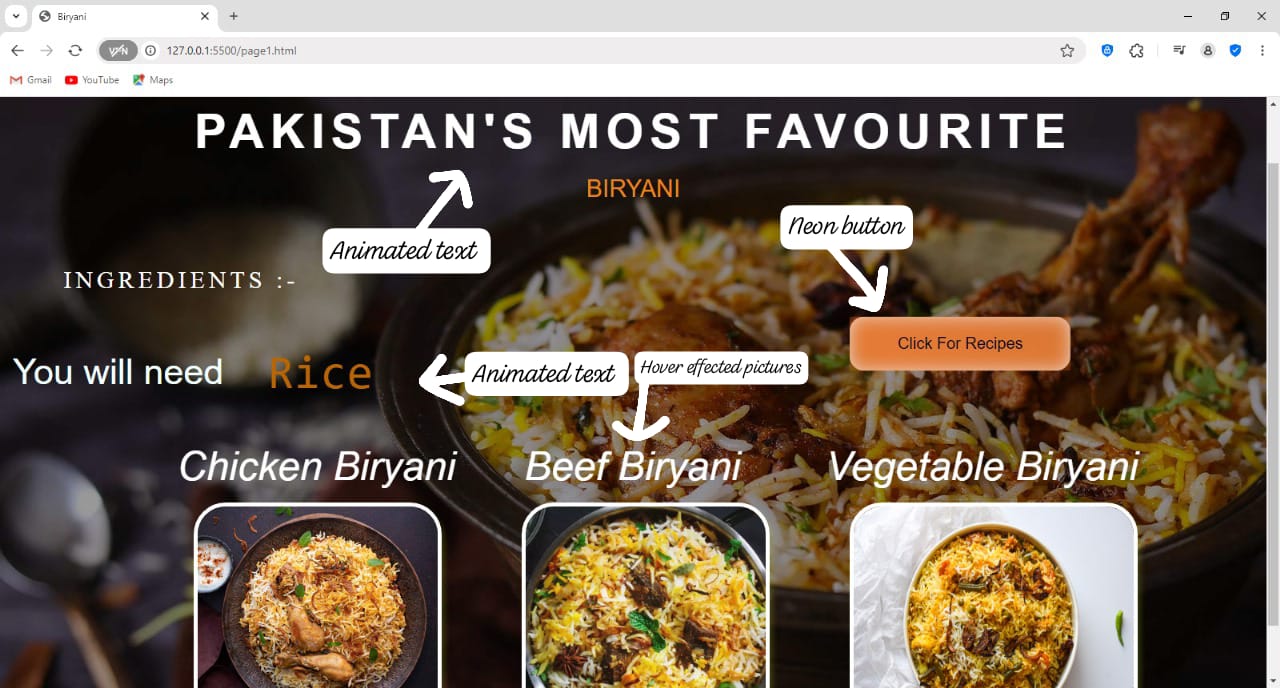 Biryani
VPN
127.0.0.1:5500/page1.html
Gmail YouTube Maps
PAKISTAN'S MOST FAVOURITE
BIRYANI
Neon button
Animated text
INGREDIENTS :-
Click For Recipes
You will need Rice
Animated text
Hover effected pictures
Chicken Biryani Beef Biryani Vegetable Biryani